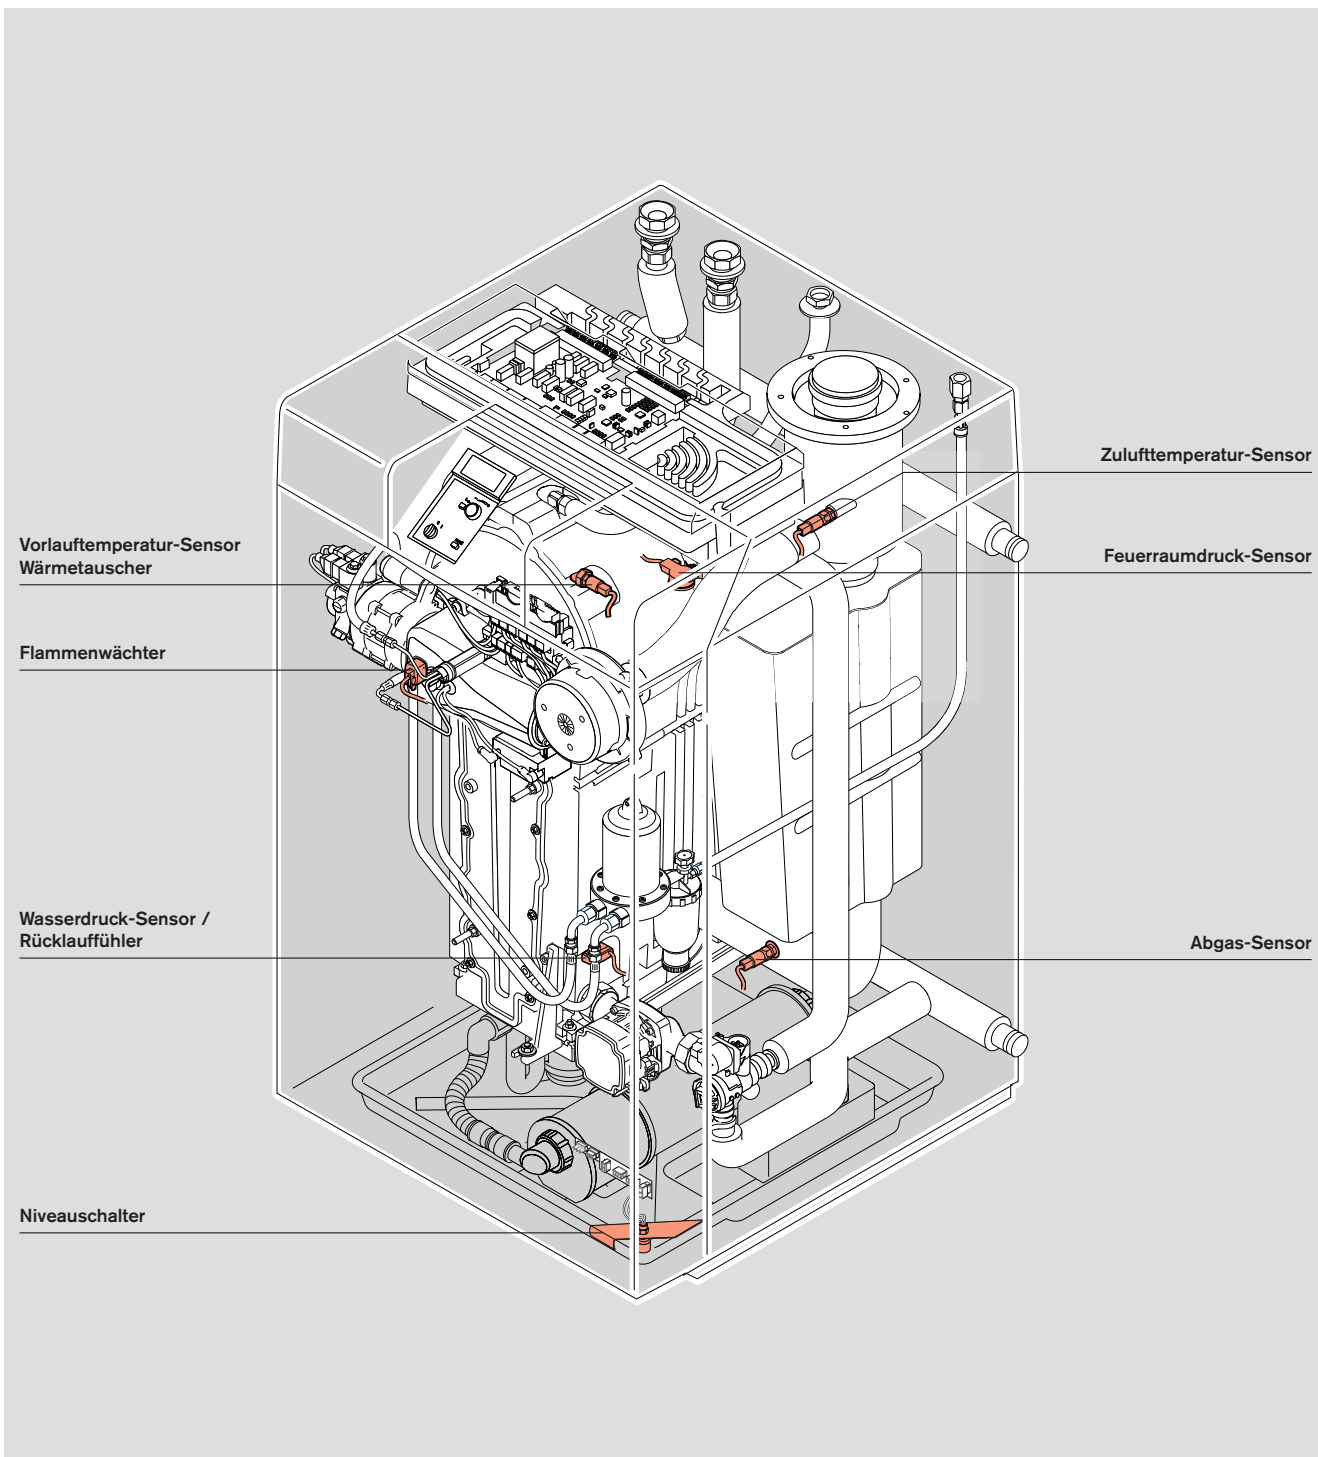 Zulufttemperatur-Sensor
Vorlauftemperatur-Sensor
Wärmetauscher
Feuerraumdruck-Sensor
Flammenwächter
Wasserdruck-Sensor /
Rücklauffühler
Abgas-Sensor
Niveauschalter